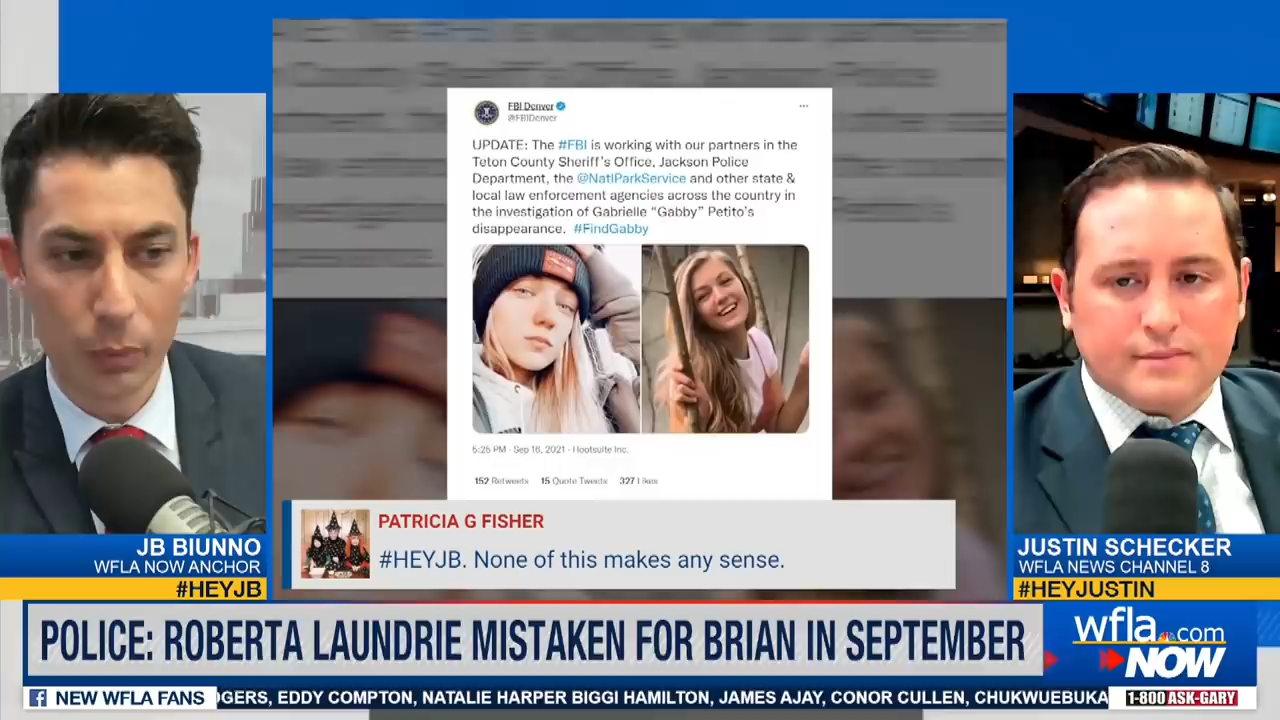 FBI Denver
@FBIDenver
UPDATE: The #FBI is working with our partners in the
Teton County Sheriff's Office, Jackson Police
Department, the @NatlParkService and other state &
local law enforcement agencies across the country in
the investigation of Gabrielle "Gabby" Petito's
disappearance. #FindGabby
5:25 PM · Sep 16, 2021 · Hootsuite Inc.
152 Retweets 15 Quote Tweets 327 Likes
PATRICIA G FISHER
#HEYJB. None of this makes any sense.
JB BIUNNO
WFLA NOW ANCHOR
#HEYJB
JUSTIN SCHECKER
WFLA NEWS CHANNEL 8
#HEYJUSTIN
POLICE: ROBERTA LAUNDRIE MISTAKEN FOR BRIAN IN SEPTEMBER
wfla.com
NOW
NEW WFLA FANS OGERS, EDDY COMPTON, NATALIE HARPER BIGGI HAMILTON, JAMES AJAY, CONOR CULLEN, CHUKWUEBUKA
1-800 ASK-GARY